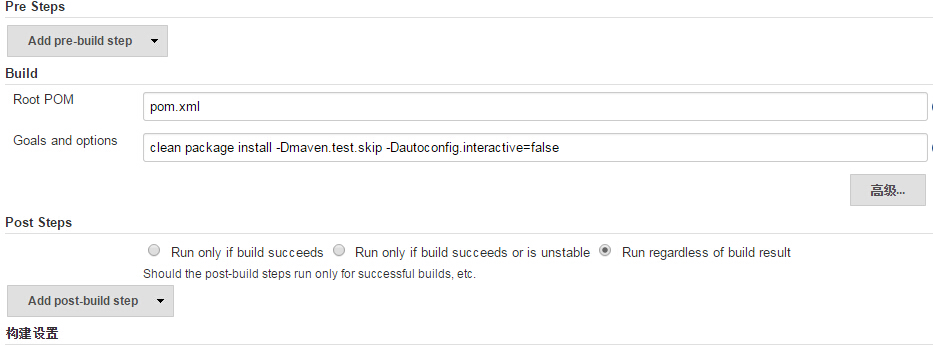 Pre Steps
Add pre-build step
Build
Root POM
pom.xml
Goals and options
clean package install -Dmaven.test.skip -Dautoconfig.interactive=false
高级...
Post Steps
Run only if build succeeds Run only if build succeeds or is unstable Run regardless of build result
Should the post-build steps run only for successful builds, etc.
Add post-build step
构建设置